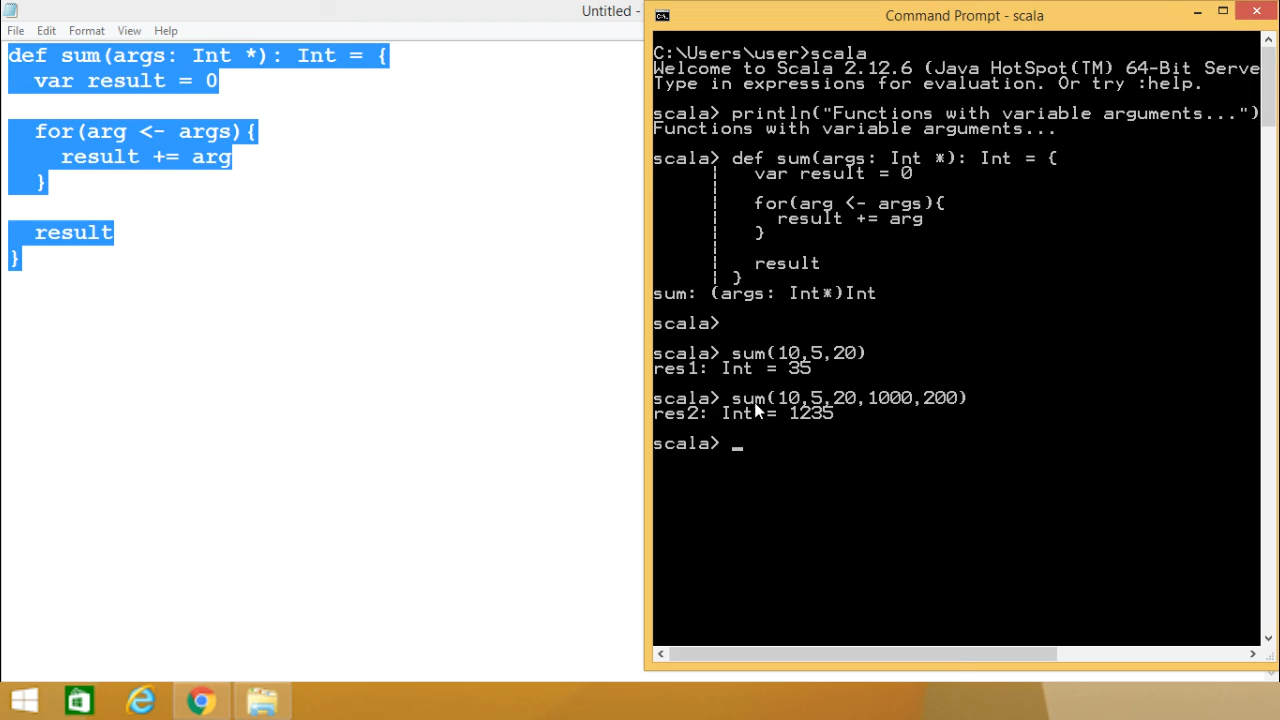 Untitled -
File Edit Format View Help
def sum(args: Int *): Int = {
  var result = 0
  for(arg <- args){
    result += arg
  }
  result
}
Command Prompt - scala
C:\Users\user>scala
Welcome to Scala 2.12.6 (Java HotSpot(TM) 64-Bit Serve
Type in expressions for evaluation. Or try :help.
scala> println("Functions with variable arguments...")
Functions with variable arguments...
scala> def sum(args: Int *): Int = {
     |   var result = 0
     |
     |   for(arg <- args){
     |     result += arg
     |   }
     |
     |   result
     | }
sum: (args: Int*)Int
scala>
scala> sum(10,5,20)
res1: Int = 35
scala> sum(10,5,20,1000,200)
res2: Int = 1235
scala> _